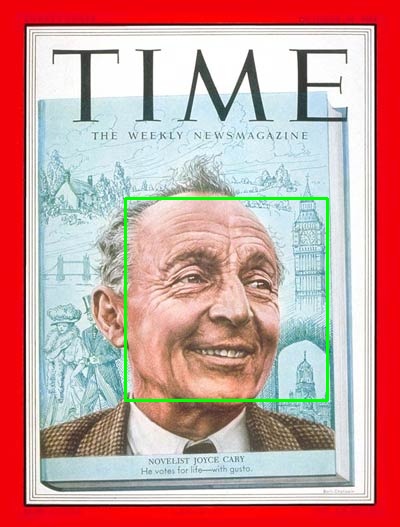 TIME
THE WEEKLY NEWSMAGAZINE
NOVELIST JOYCE CARY
He votes for life—with gusto.